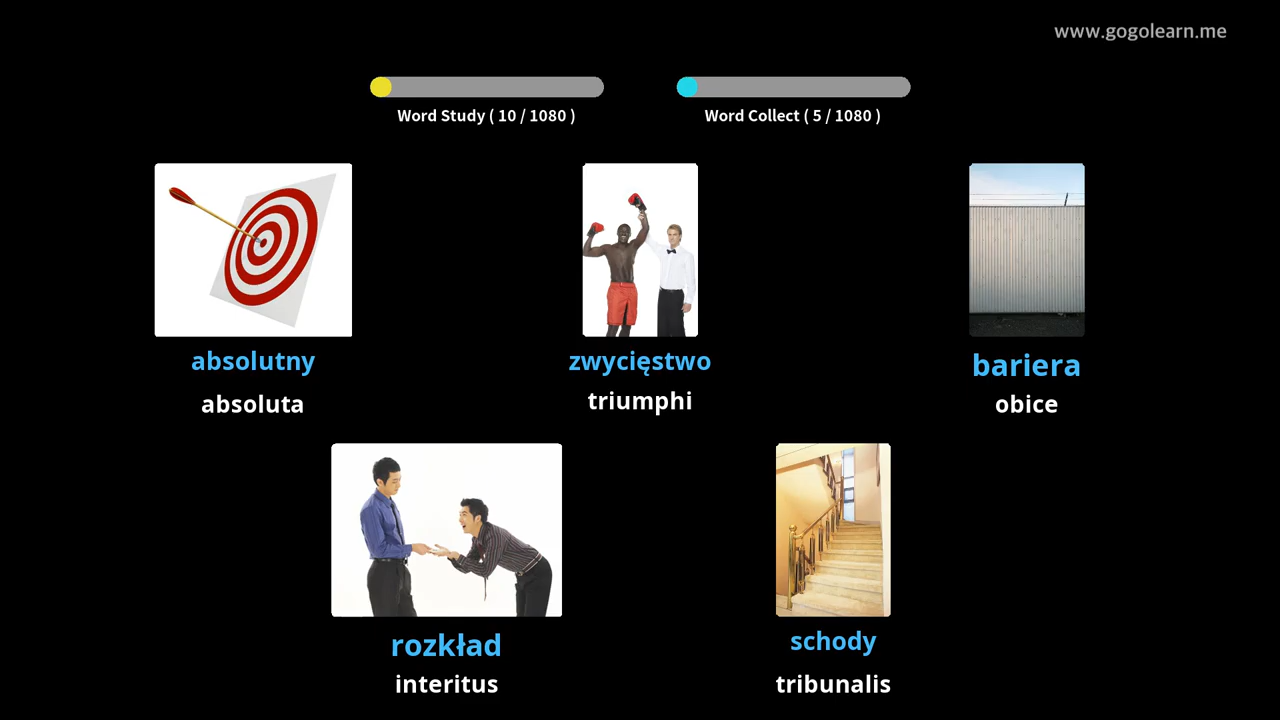 www.gogolearn.me
Word Study ( 10 / 1080 )
Word Collect ( 5 / 1080 )
absolutny
absoluta
zwycięstwo
triumphi
bariera
obice
rozkład
interitus
schody
tribunalis